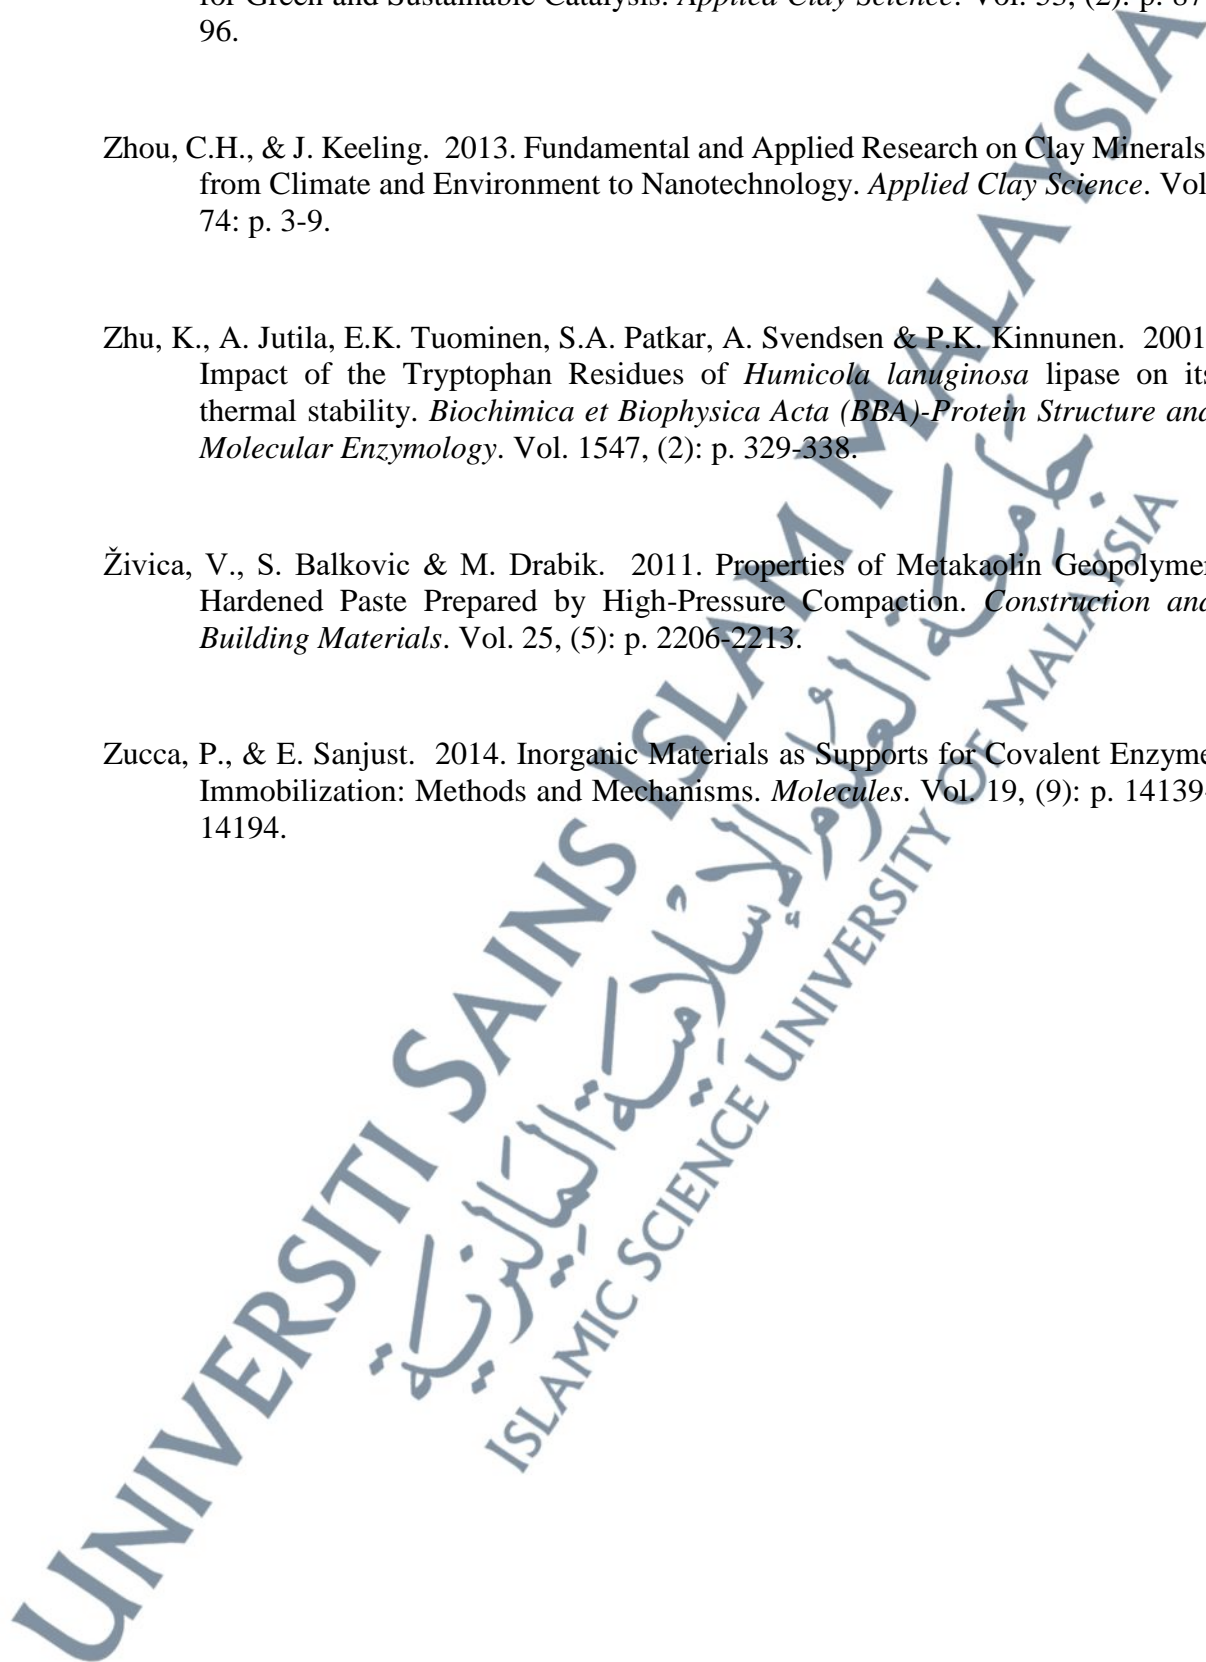 for Green and Sustainable Catalysis. Applied Clay Science. Vol. 53, (2): p. 87
96.
Zhou, C.H., & J. Keeling. 2013. Fundamental and Applied Research on Clay Minerals
from Climate and Environment to Nanotechnology. Applied Clay Science. Vol
74: p. 3-9.
Zhu, K., A. Jutila, E.K. Tuominen, S.A. Patkar, A. Svendsen & P.K. Kinnunen. 2001
Impact of the Tryptophan Residues of Humicola lanuginosa lipase on its
thermal stability. Biochimica et Biophysica Acta (BBA)-Protein Structure and
Molecular Enzymology. Vol. 1547, (2): p. 329-338.
Živica, V., S. Balkovic & M. Drabik. 2011. Properties of Metakaolin Geopolymer
Hardened Paste Prepared by High-Pressure Compaction. Construction and
Building Materials. Vol. 25, (5): p. 2206-2213.
Zucca, P., & E. Sanjust. 2014. Inorganic Materials as Supports for Covalent Enzyme
Immobilization: Methods and Mechanisms. Molecules. Vol. 19, (9): p. 14139-
14194.
UNIVERSITI SAINS ISLAM MALAYSIA
جامعة العلوم الإسلامية الماليزية
ISLAMIC SCIENCE UNIVERSITY OF MALAYSIA